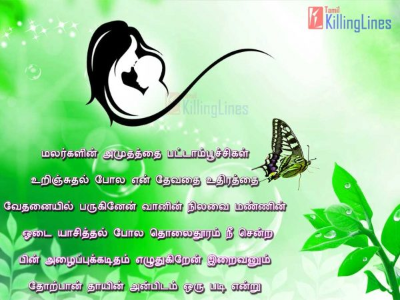 Tamil
KillingLines
KillingLines
மலர்களின் அமுதத்தை பட்டாம்பூச்சிகள்
உறிஞ்சுதல் போல என் தேவதை உதிரத்தை
வேதனையில் பருகினேன் வானின் நிலவை மண்ணின்
ஓடை யாசித்தல் போல தொலைதூரம் நீ சென்ற
பின் அழைப்புக்கடிதம் எழுதுகிறேன் இறைவனும்
தோற்பான் தாயின் அன்பிடம் ஒரு படி என்று